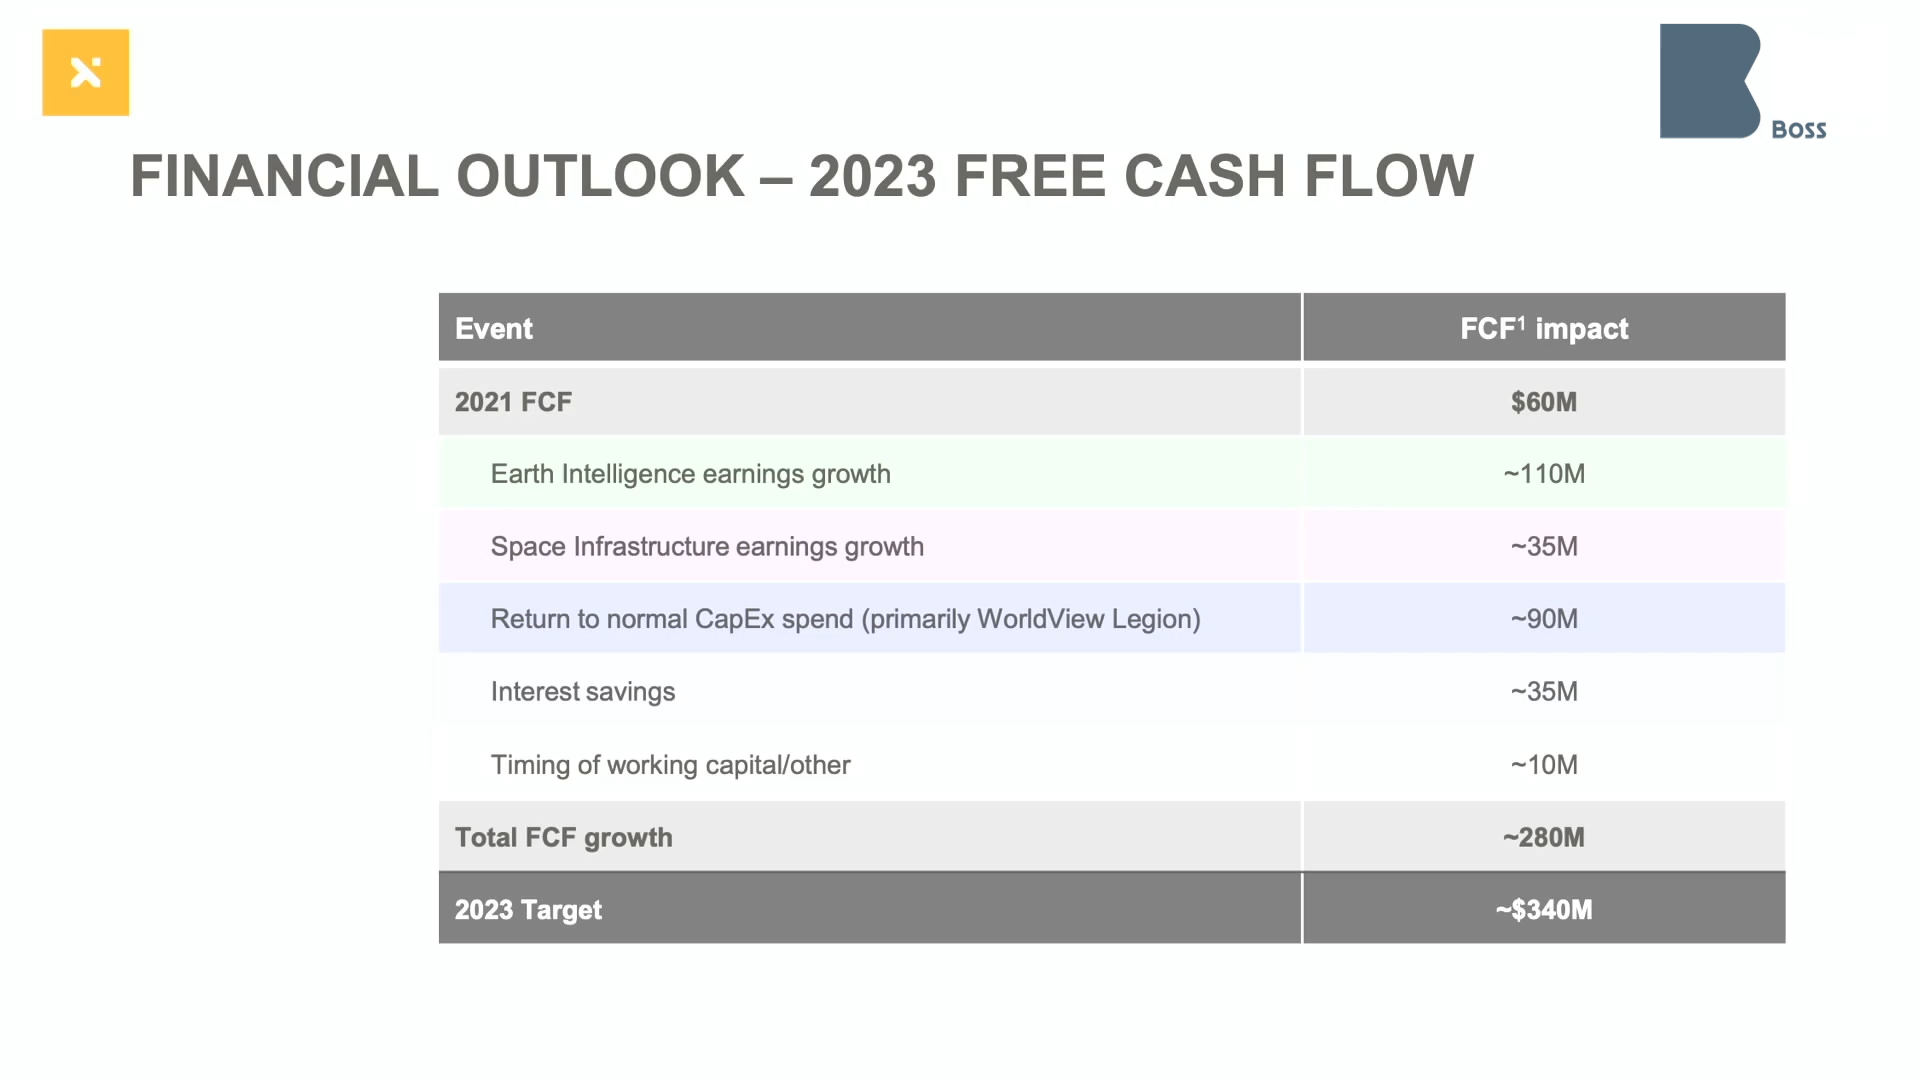 Boss
FINANCIAL OUTLOOK – 2023 FREE CASH FLOW
Event FCF¹ impact
2021 FCF $60M
Earth Intelligence earnings growth ~110M
Space Infrastructure earnings growth ~35M
Return to normal CapEx spend (primarily WorldView Legion) ~90M
Interest savings ~35M
Timing of working capital/other ~10M
Total FCF growth ~280M
2023 Target ~$340M